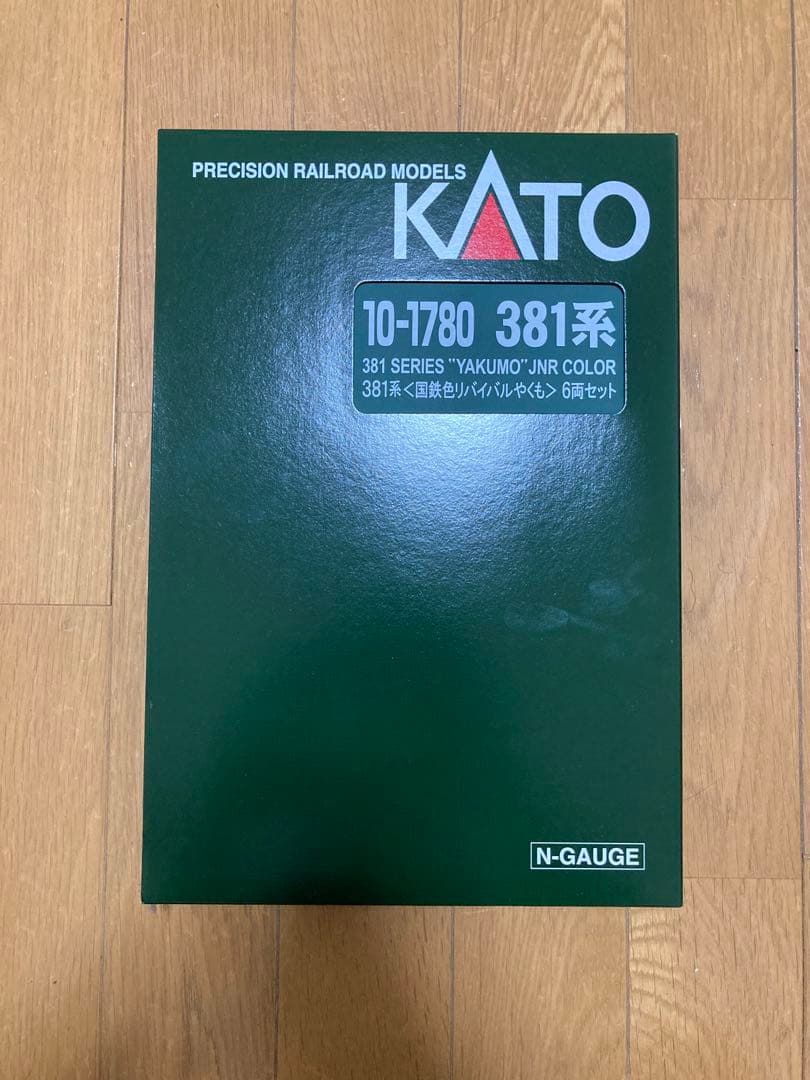 PRECISION RAILROAD MODELS
KATO
10-1780 381系
381 SERIES "YAKUMO"JNR COLOR
381系<国鉄色リバイバルやくも> 6両セット
N-GAUGE